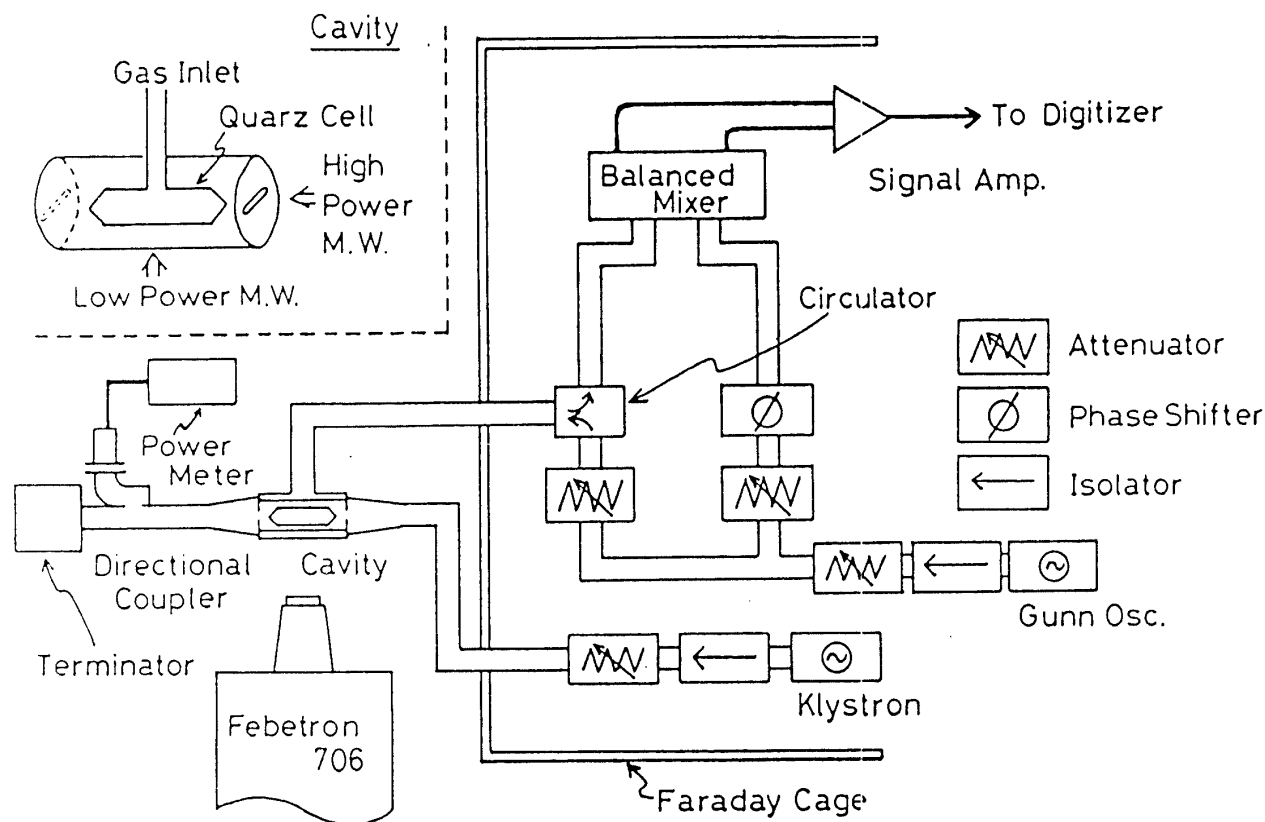 Cavity
Gas Inlet
Quarz Cell
High
Power
M.W.
Low Power M.W.
To Digitizer
Signal Amp.
Balanced
Mixer
Circulator
Attenuator
Phase Shifter
Isolator
Power
Meter
Directional
Coupler
Cavity
Terminator
Gunn Osc.
Klystron
Febetron
706
Faraday Cage